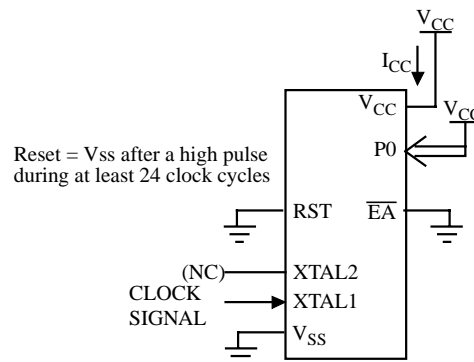 VCC
ICC
VCC
VCC
P0
Reset = Vss after a high pulse
during at least 24 clock cycles
RST
EA
(NC)
XTAL2
CLOCK
SIGNAL
XTAL1
VSS